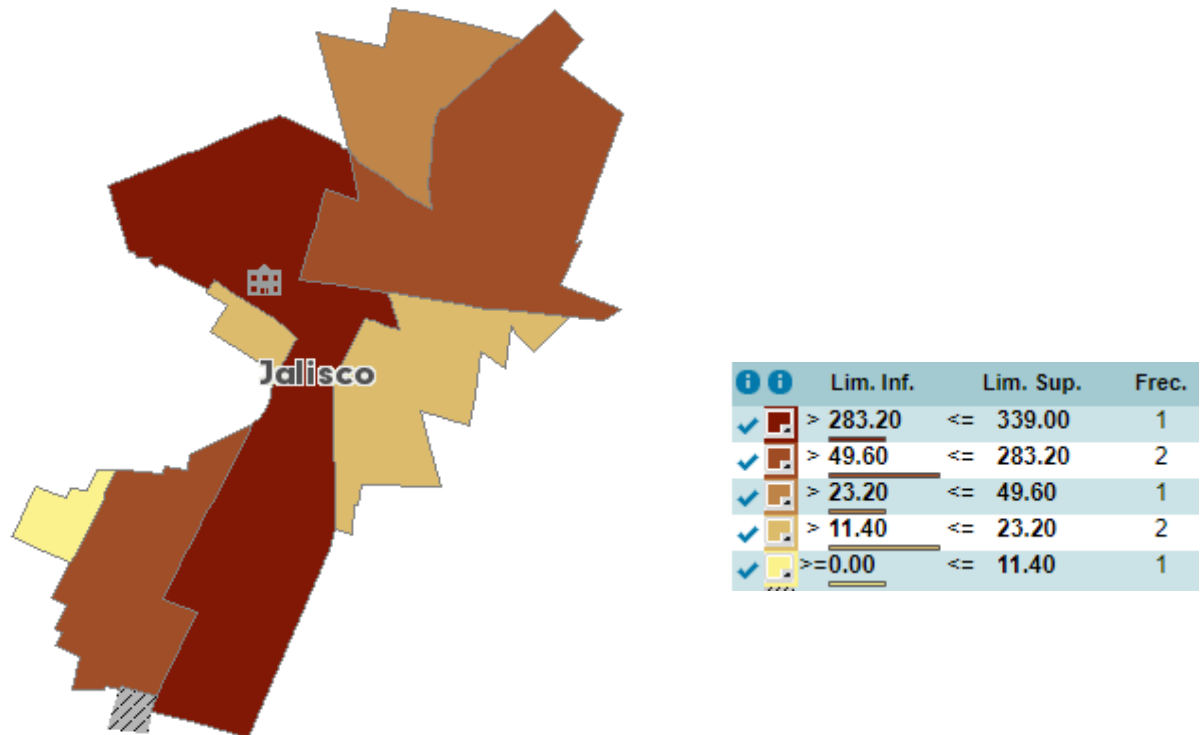 Jalisco
Lim. Inf. Lim. Sup. Frec.
> 283.20 <= 339.00 1
> 49.60 <= 283.20 2
> 23.20 <= 49.60 1
> 11.40 <= 23.20 2
>=0.00 <= 11.40 1